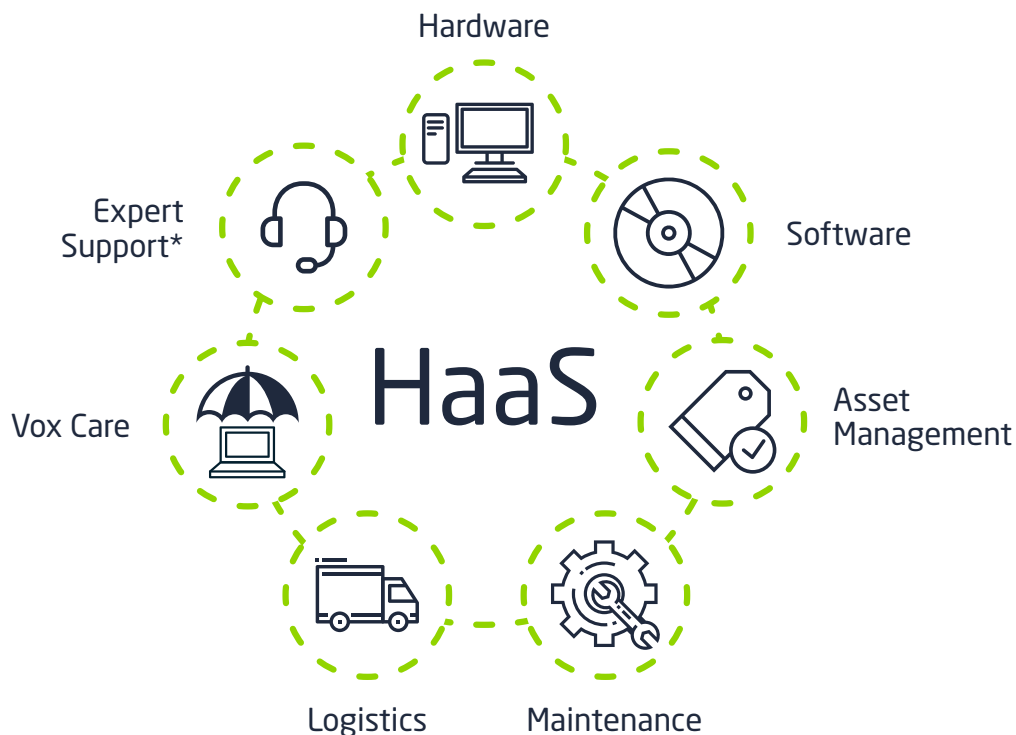 Hardware
Expert
Support*
Software
HaaS
Vox Care
Asset
Management
Logistics
Maintenance